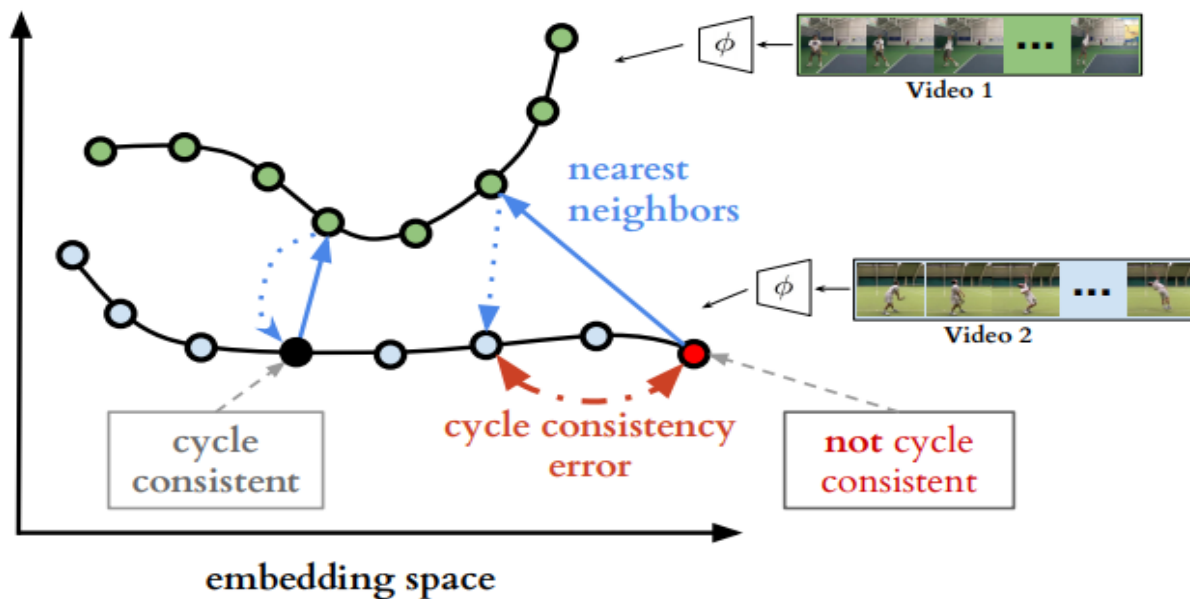 ϕ
...
Video 1
nearest
neighbors
ϕ
...
Video 2
cycle
consistent
cycle consistency
error
not cycle
consistent
embedding space